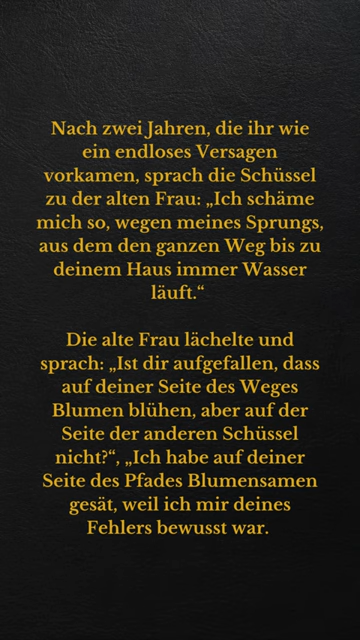 Nach zwei Jahren, die ihr wie
ein endloses Versagen
vorkamen, sprach die Schüssel
zu der alten Frau: „Ich schäme
mich so, wegen meines Sprungs,
aus dem den ganzen Weg bis zu
deinem Haus immer Wasser
läuft.“
Die alte Frau lächelte und
sprach: „Ist dir aufgefallen, dass
auf deiner Seite des Weges
Blumen blühen, aber auf der
Seite der anderen Schüssel
nicht?“, „Ich habe auf deiner
Seite des Pfades Blumensamen
gesät, weil ich mir deines
Fehlers bewusst war.